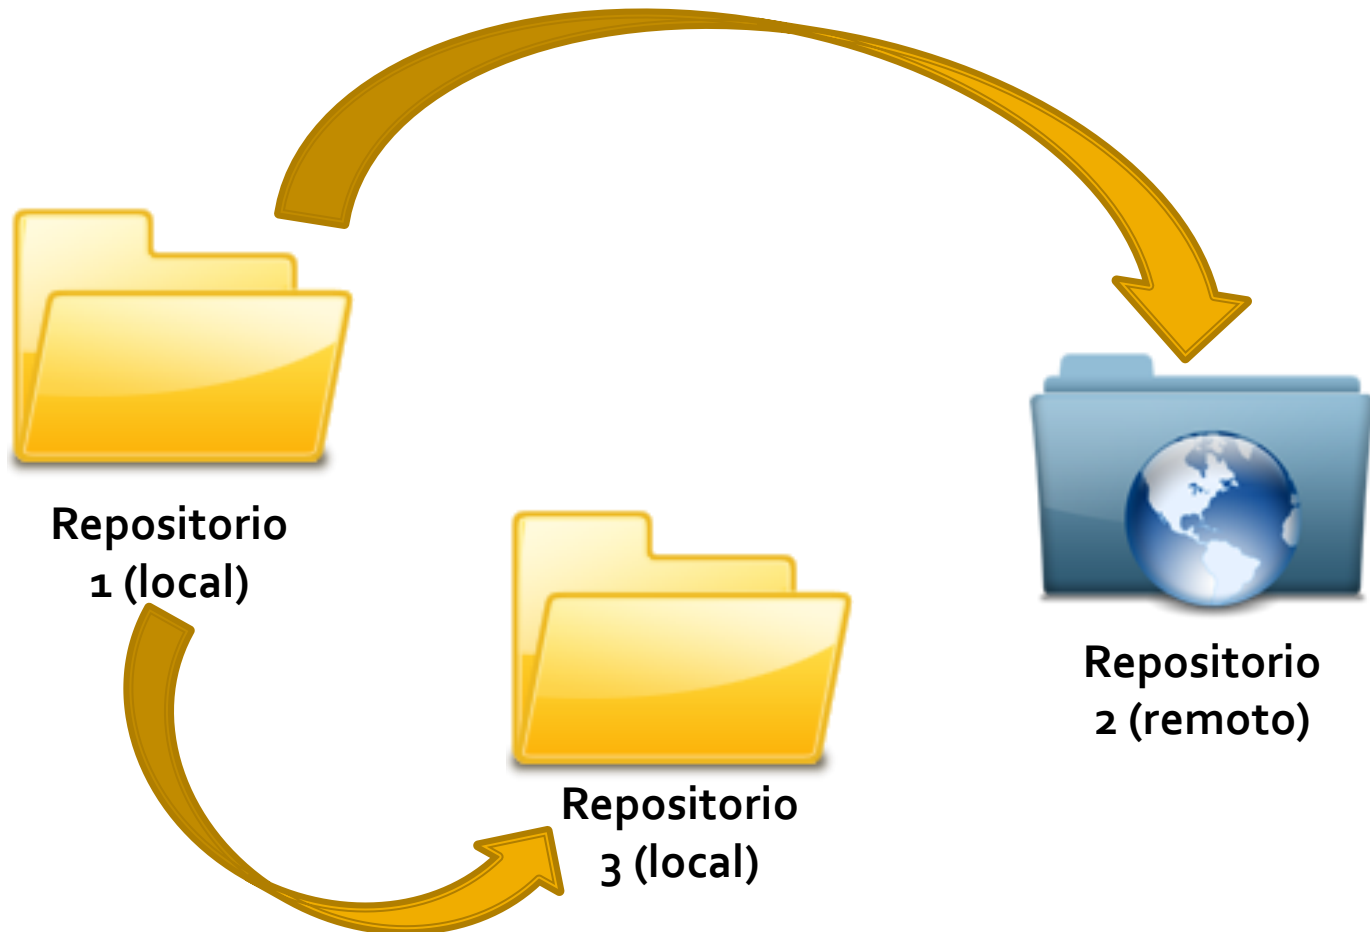 Repositorio
1 (local)
Repositorio
3 (local)
Repositorio
2 (remoto)